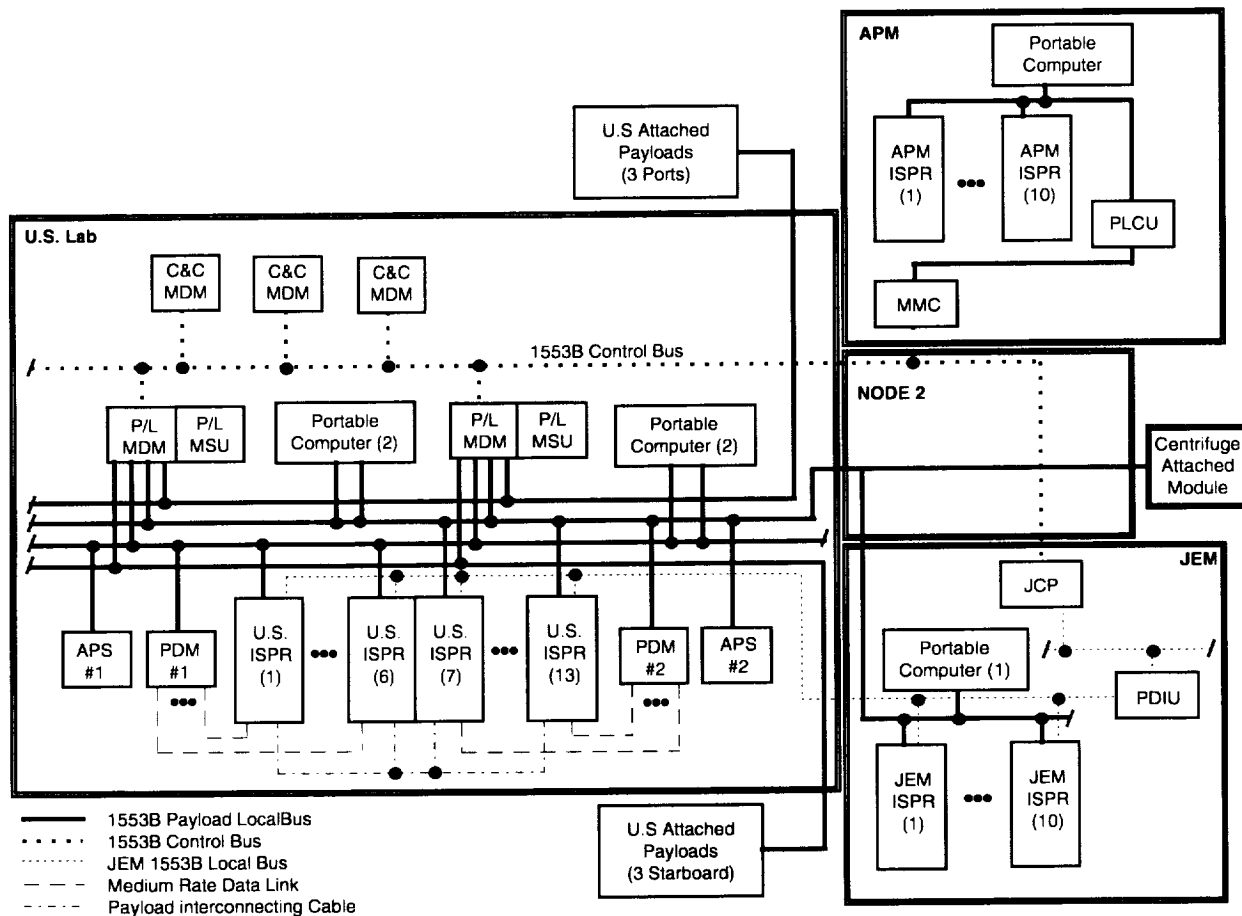 APM
Portable
Computer
U.S Attached
Payloads
(3 Ports)
APM
ISPR
(1)
•••
APM
ISPR
(10)
PLCU
MMC
U.S. Lab
C&C
MDM
C&C
MDM
C&C
MDM
1553B Control Bus
P/L
MDM
P/L
MSU
Portable
Computer (2)
P/L
MDM
P/L
MSU
Portable
Computer (2)
NODE 2
Centrifuge
Attached
Module
JEM
JCP
APS
#1
PDM
#1
•••
U.S.
ISPR
(1)
•••
U.S.
ISPR
(6)
U.S.
ISPR
(7)
•••
U.S.
ISPR
(13)
PDM
#2
•••
APS
#2
Portable
Computer (1)
PDIU
JEM
ISPR
(1)
•••
JEM
ISPR
(10)
U.S Attached
Payloads
(3 Starboard)
1553B Payload LocalBus
1553B Control Bus
JEM 1553B Local Bus
Medium Rate Data Link
Payload interconnecting Cable